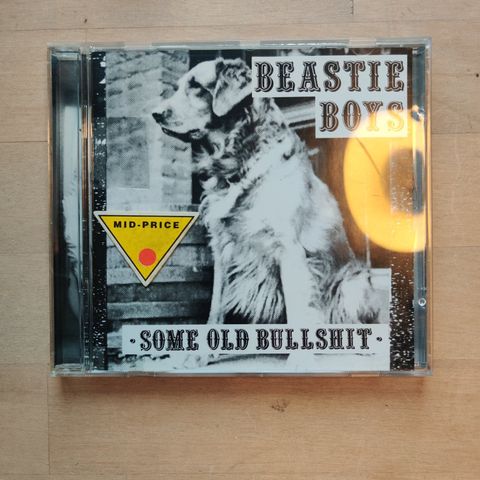 BEASTIE
BOYS
MID-PRICE
· SOME OLD BULLSHIT ·